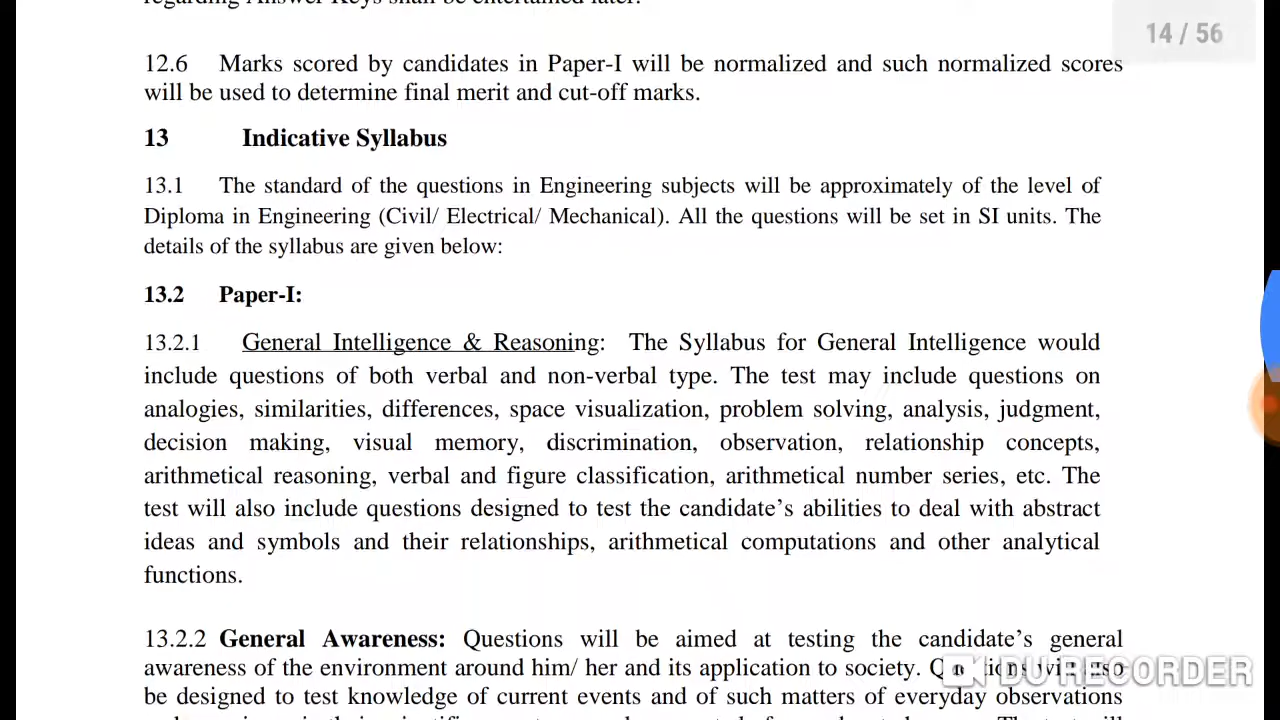 regarding Answer Keys shall be entertained later.
14 / 56
12.6 Marks scored by candidates in Paper-I will be normalized and such normalized scores
will be used to determine final merit and cut-off marks.
13 Indicative Syllabus
13.1 The standard of the questions in Engineering subjects will be approximately of the level of
Diploma in Engineering (Civil/ Electrical/ Mechanical). All the questions will be set in SI units. The
details of the syllabus are given below:
13.2 Paper-I:
13.2.1 General Intelligence & Reasoning: The Syllabus for General Intelligence would
include questions of both verbal and non-verbal type. The test may include questions on
analogies, similarities, differences, space visualization, problem solving, analysis, judgment,
decision making, visual memory, discrimination, observation, relationship concepts,
arithmetical reasoning, verbal and figure classification, arithmetical number series, etc. The
test will also include questions designed to test the candidate's abilities to deal with abstract
ideas and symbols and their relationships, arithmetical computations and other analytical
functions.
13.2.2 General Awareness: Questions will be aimed at testing the candidate's general
awareness of the environment around him/ her and its application to society. Questions will also
be designed to test knowledge of current events and of such matters of everyday observations
DU RECORDER